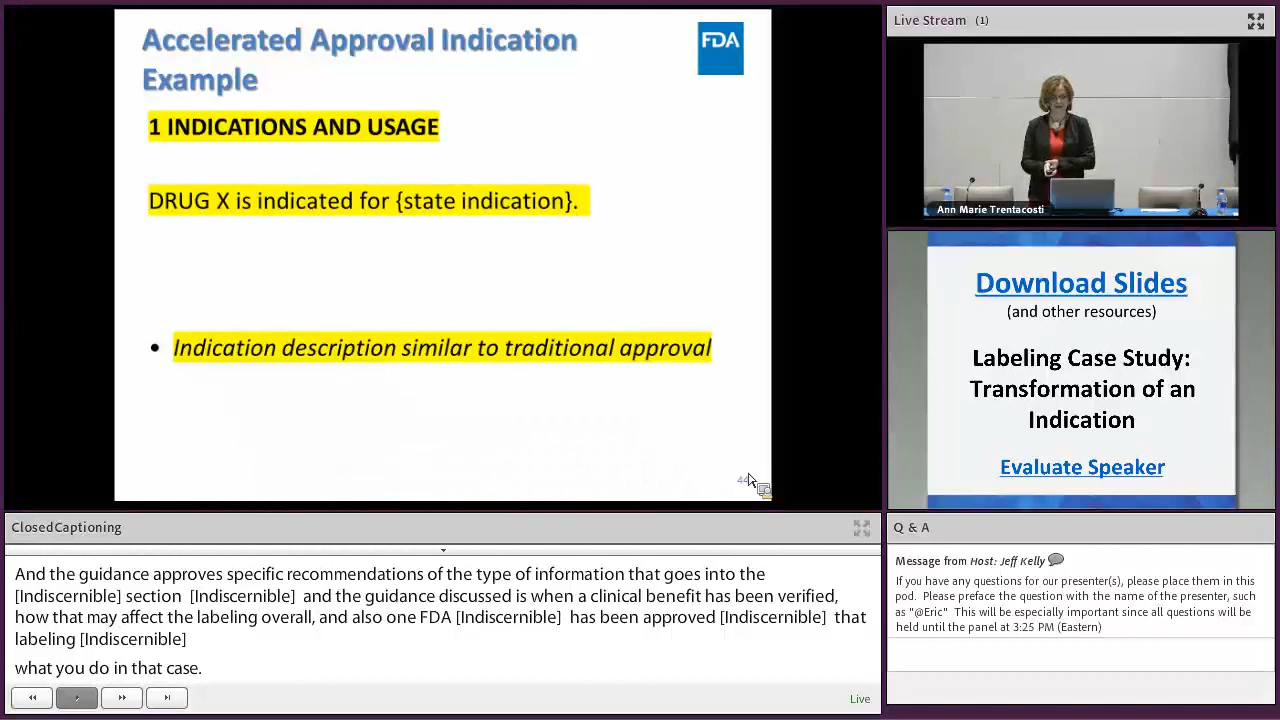 Accelerated Approval Indication
Example
FDA
1 INDICATIONS AND USAGE
DRUG X is indicated for {state indication}.
• Indication description similar to traditional approval
44
Live Stream (1)
Ann Marie Trentacosti
Download Slides
(and other resources)
Labeling Case Study:
Transformation of an
Indication
Evaluate Speaker
ClosedCaptioning
And the guidance approves specific recommendations of the type of information that goes into the
[Indiscernible] section [Indiscernible] and the guidance discussed is when a clinical benefit has been verified,
how that may affect the labeling overall, and also one FDA [Indiscernible] has been approved [Indiscernible] that
labeling [Indiscernible]
what you do in that case.
Live
Q & A
Message from Host: Jeff Kelly
If you have any questions for our presenter(s), please place them in this
pod. Please preface the question with the name of the presenter, such
as "@Eric" This will be especially important since all questions will be
held until the panel at 3:25 PM (Eastern)